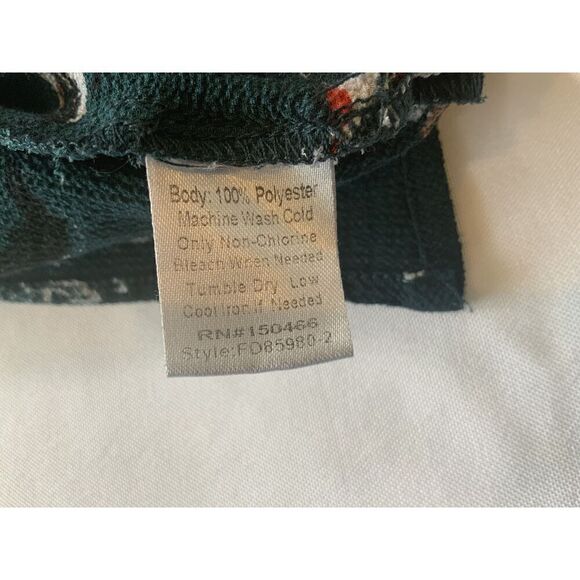 Body: 100% Polyester
Machine Wash Cold
Only Non-Chlorine
Bleach When Needed
Tumble Dry Low
Cool Iron If Needed
RN#150466
Style:FD85980-2